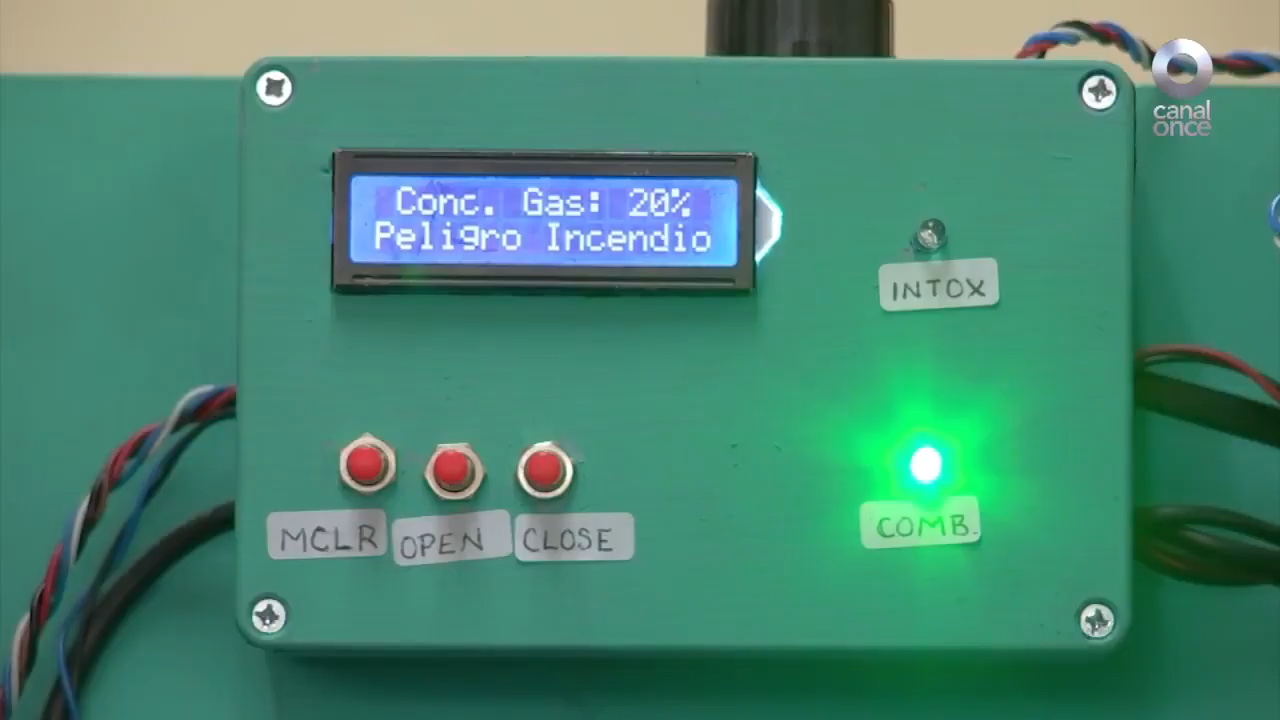 canal
once
Conc. Gas: 20%
Peligro Incendio
INTOX
MCLR
OPEN
CLOSE
COMB.